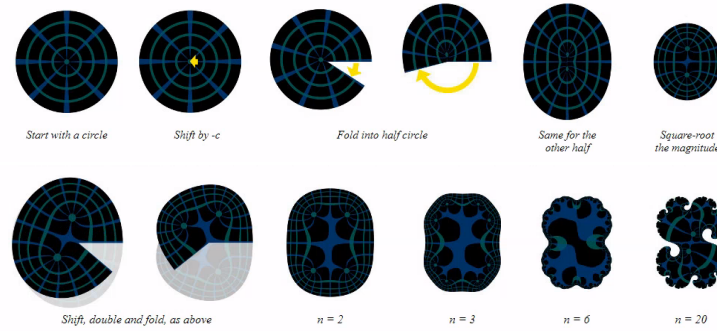 Start with a circle
Shift by -c
Fold into half circle
Same for the
other half
Square-root
the magnitude
Shift, double and fold, as above
n = 2
n = 3
n = 6
n = 20